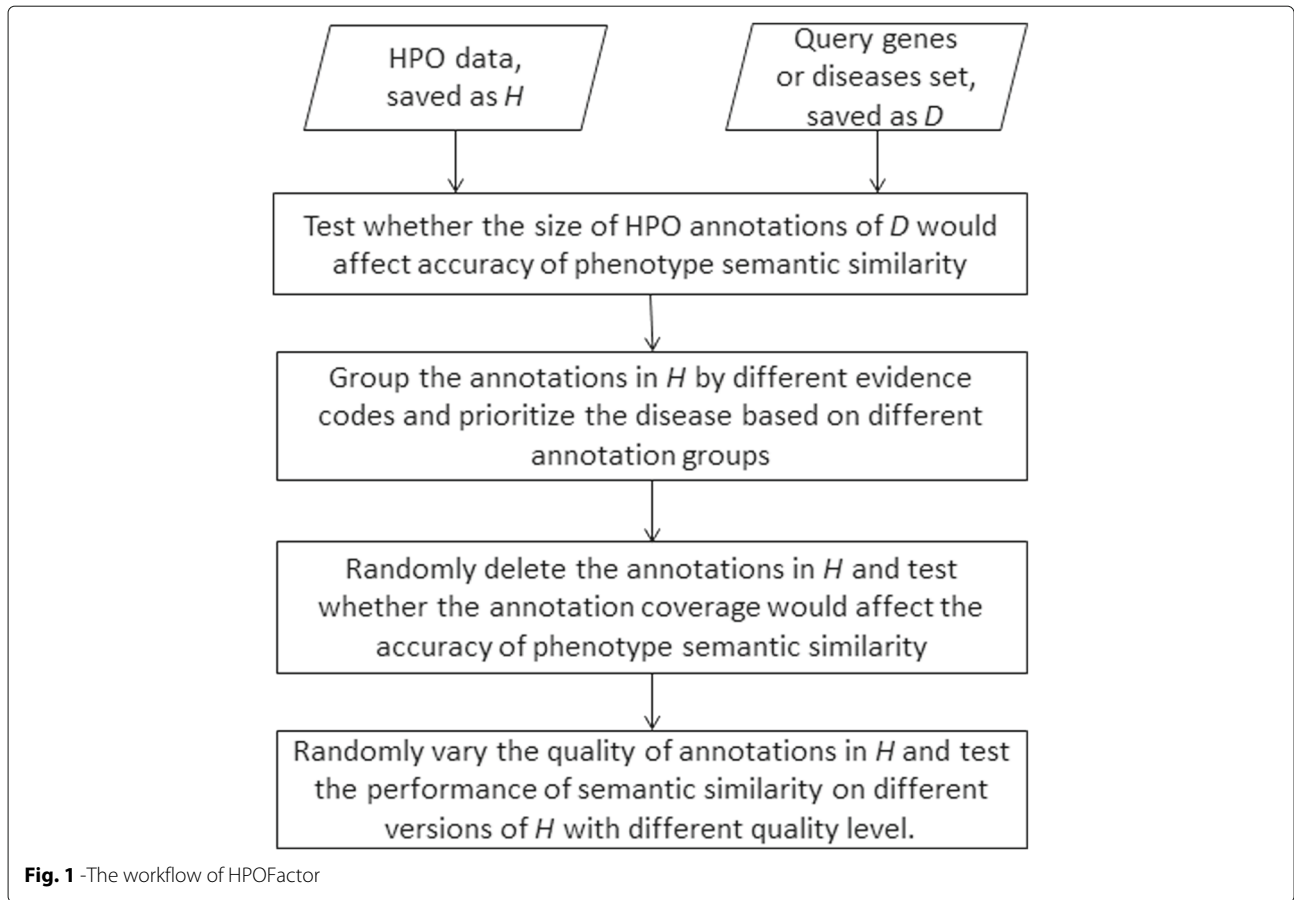 HPO data,
saved as H
Query genes
or diseases set,
saved as D
Test whether the size of HPO annotations of D would
affect accuracy of phenotype semantic similarity
Group the annotations in H by different evidence
codes and prioritize the disease based on different
annotation groups
Randomly delete the annotations in H and test
whether the annotation coverage would affect the
accuracy of phenotype semantic similarity
Randomly vary the quality of annotations in H and test
the performance of semantic similarity on different
versions of H with different quality level.
Fig. 1 -The workflow of HPOFactor